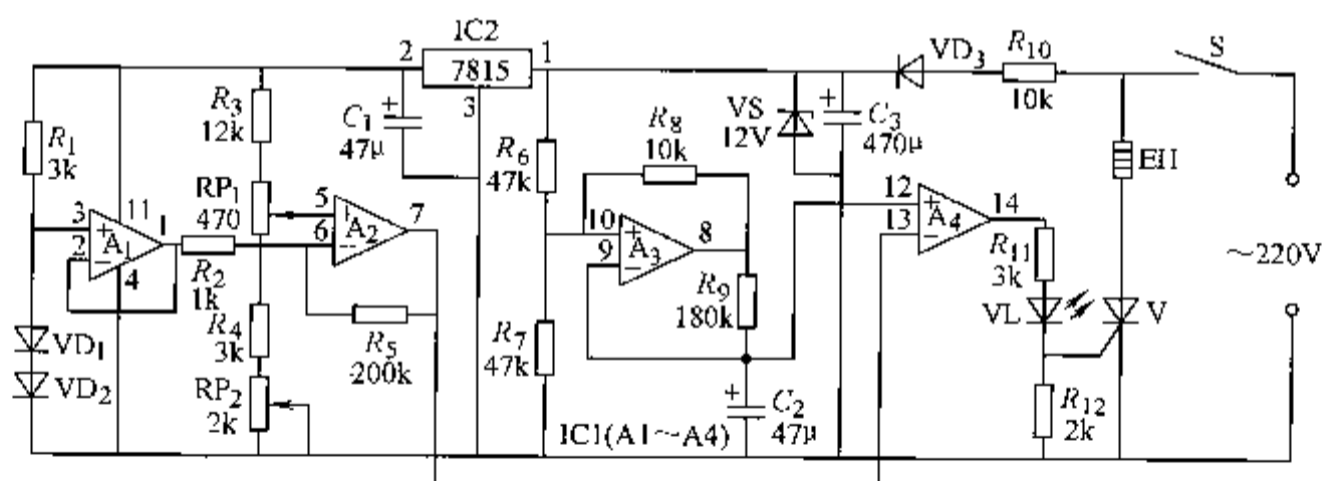 IC2
2
7815
1
3
VD3
R10
10k
S
R1
3k
R3
12k
C1
+
47μ
R6
47k
R8
10k
VS
12V
+
C3
470μ
EH
RP1
470
3
+
A1
2
−
11
1
4
R2
1k
5
+
A2
6
−
7
10
+
A3
9
−
8
12
+
A4
13
−
14
R11
3k
~220V
R4
3k
R5
200k
R7
47k
R9
180k
VL
V
VD1
VD2
RP2
2k
+
C2
47μ
IC1(A1~A4)
R12
2k